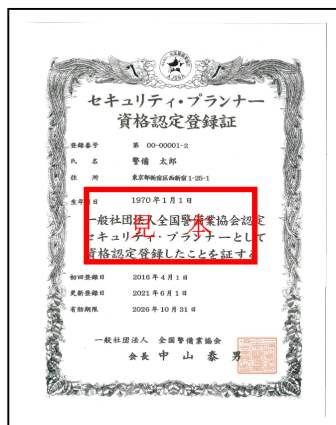 AJSSA
セキュリティ・プランナー
資格認定登録証
登録番号 第 00-00001-2
氏 名 警備 太郎
住 所 東京都新宿区西新宿1-25-1
生年月日 1970年1月1日
見 本
一般社団法人全国警備業協会認定
セキュリティ・プランナーとして
資格認定登録したことを証する
初回登録日 2016年4月1日
更新登録日 2021年6月1日
有効期限 2026年10月31日
一般社団法人 全国警備業協会
会長 中 山 泰 男